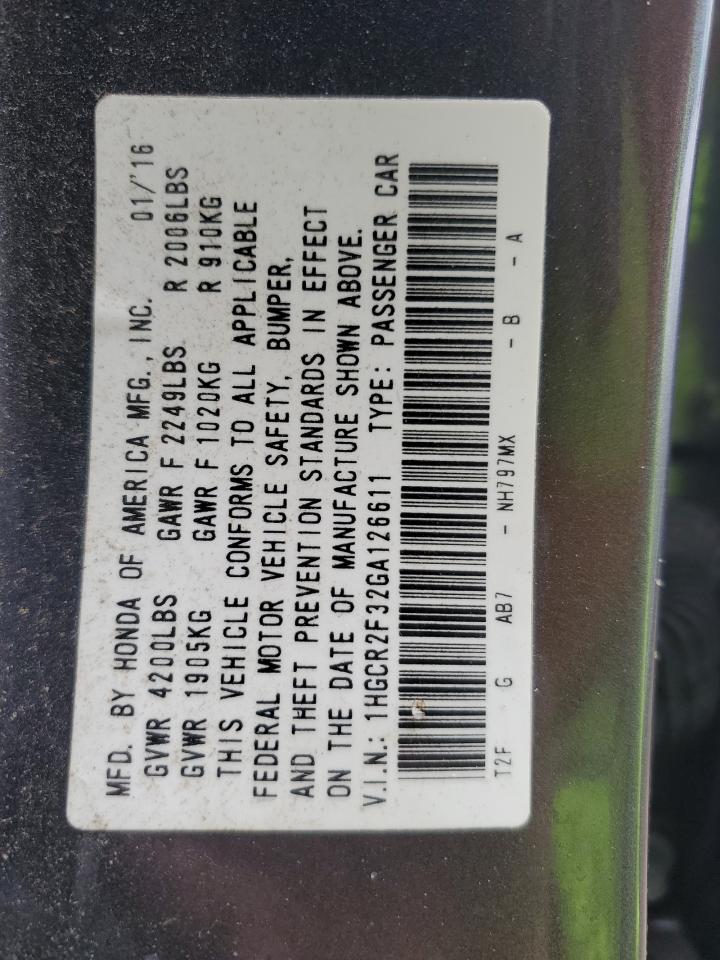 MFD. BY HONDA OF AMERICA MFG., INC. 01/'16
GVWR 4200LBS GAWR F 2249LBS R 2006LBS
GVWR 1905KG GAWR F 1020KG R 910KG
THIS VEHICLE CONFORMS TO ALL APPLICABLE
FEDERAL MOTOR VEHICLE SAFETY, BUMPER,
AND THEFT PREVENTION STANDARDS IN EFFECT
ON THE DATE OF MANUFACTURE SHOWN ABOVE.
V.I.N.: 1HGCR2F32GA126611 TYPE: PASSENGER CAR
T2F G AB7 - NH797MX - B - A